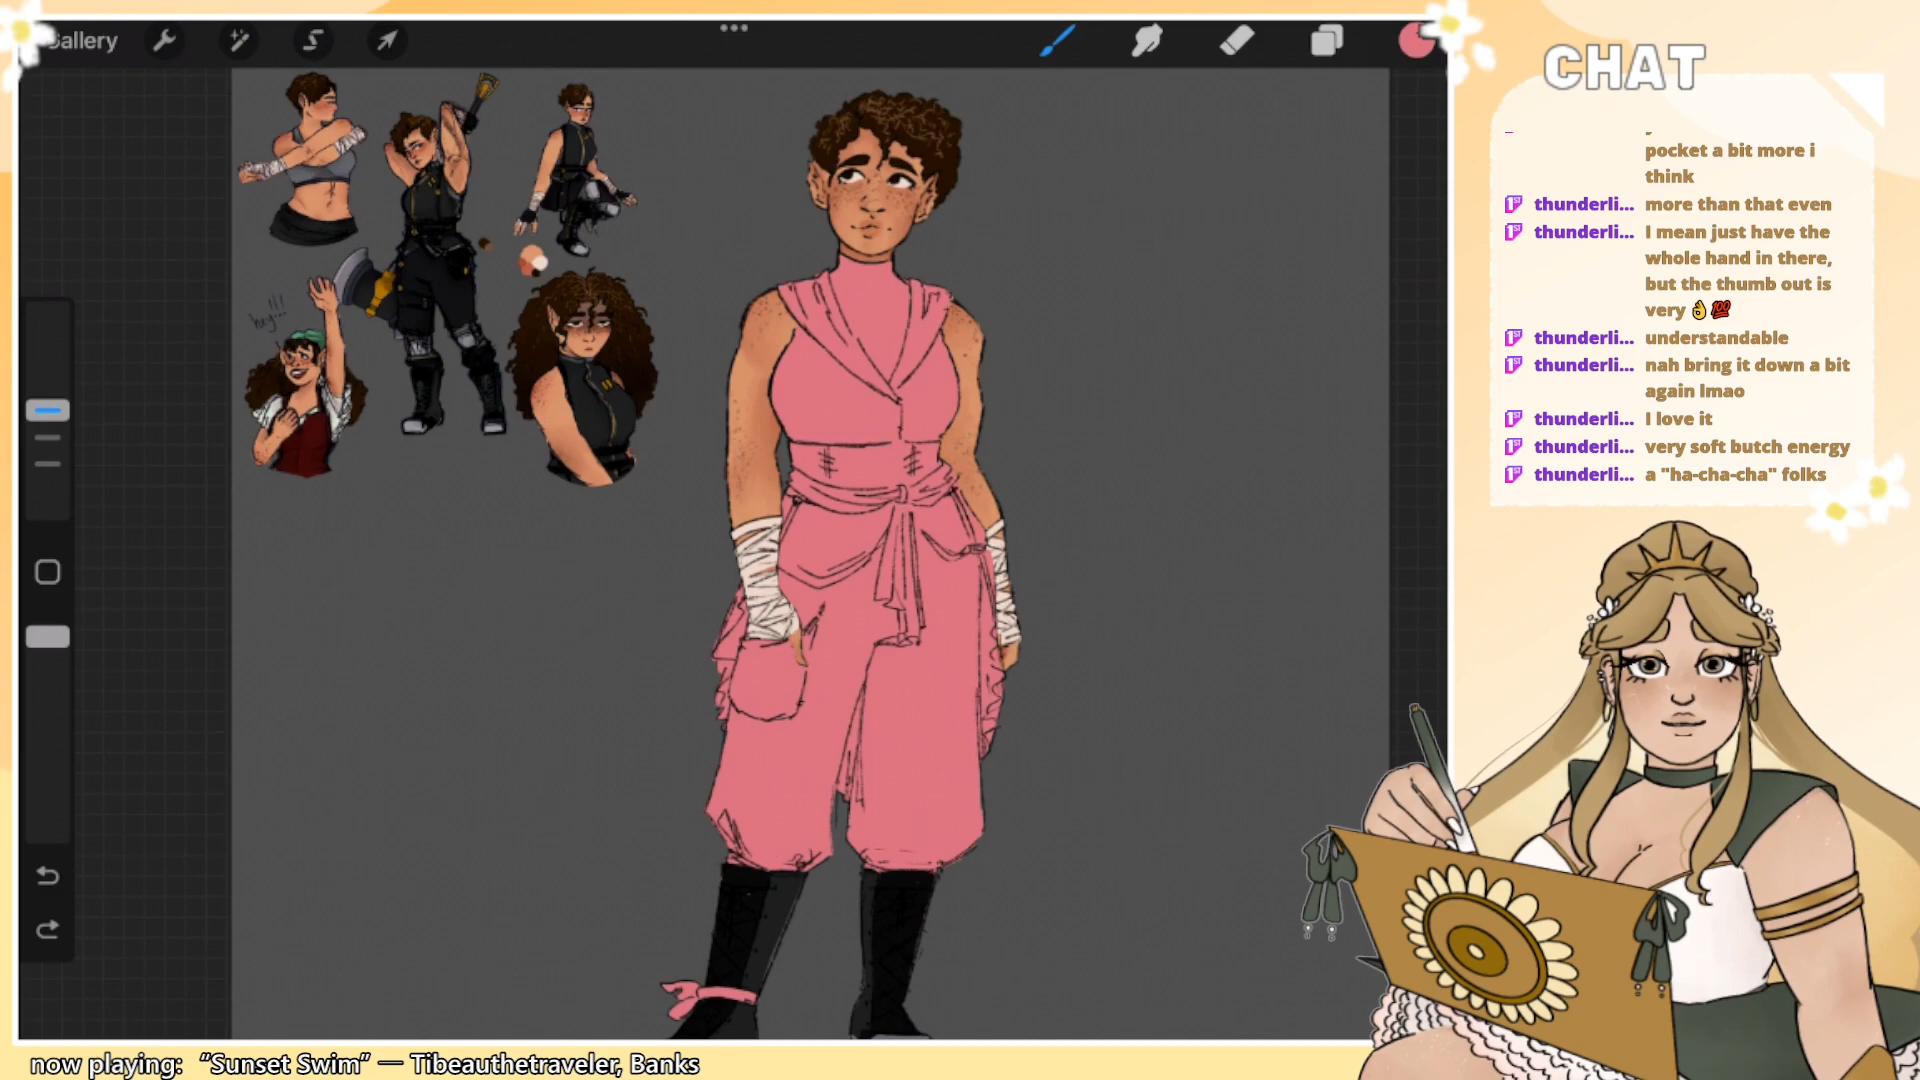 Gallery
CHAT
pocket a bit more i
think
thunderli... more than that even
thunderli... I mean just have the
whole hand in there,
but the thumb out is
very 👌💯
thunderli... understandable
thunderli... nah bring it down a bit
again lmao
thunderli... I love it
thunderli... very soft butch energy
thunderli... a "ha-cha-cha" folks
hey!!!
now playing: “Sunset Swim” — Tibeauthetraveler, Banks